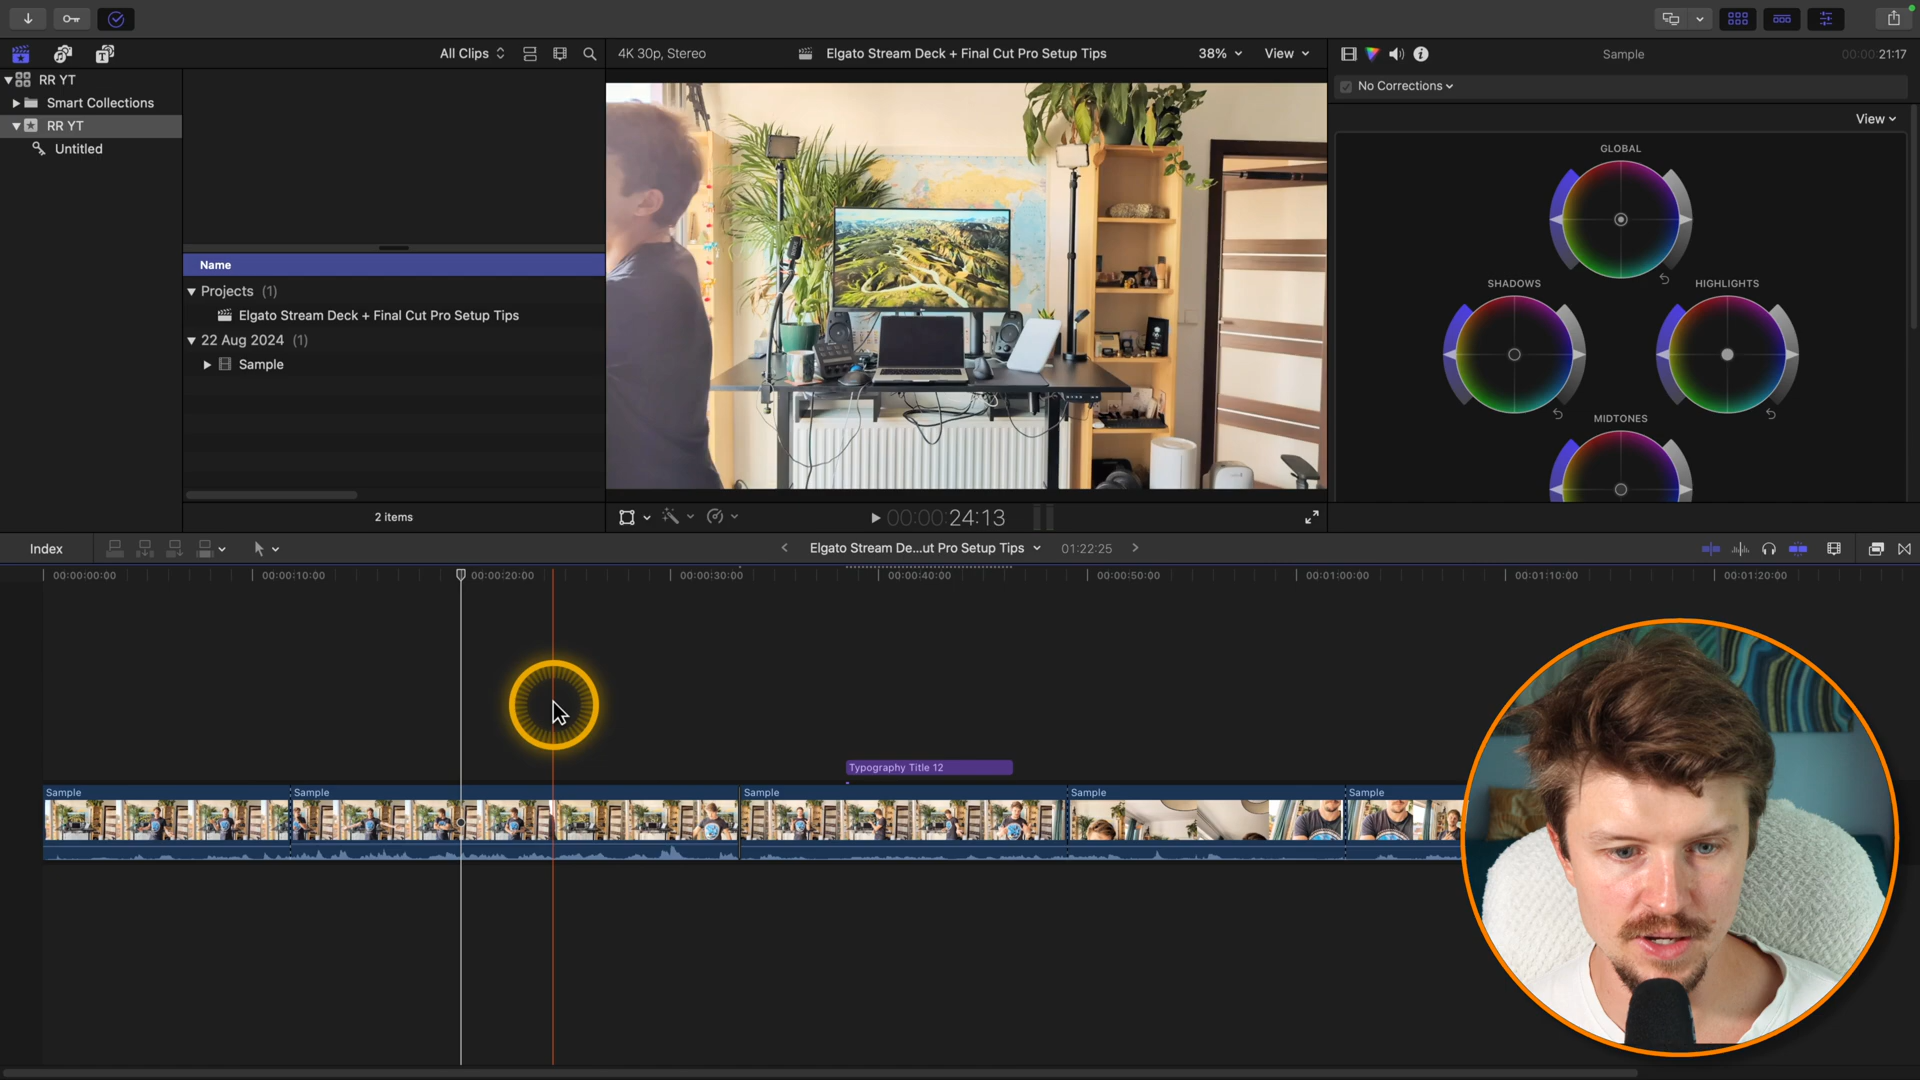 All Clips
4K 30p, Stereo
Elgato Stream Deck + Final Cut Pro Setup Tips
38%
View
Sample
00:00:21:17
RR YT
Smart Collections
RR YT
Untitled
No Corrections
View
GLOBAL
SHADOWS
HIGHLIGHTS
MIDTONES
Name
Projects (1)
Elgato Stream Deck + Final Cut Pro Setup Tips
22 Aug 2024 (1)
Sample
2 items
00:00:24:13
Index
Elgato Stream De...ut Pro Setup Tips
01:22:25
00:00:00:00
00:00:10:00
00:00:20:00
00:00:30:00
00:00:40:00
00:00:50:00
00:01:00:00
00:01:10:00
00:01:20:00
Typography Title 12
Sample
Sample
Sample
Sample
Sample